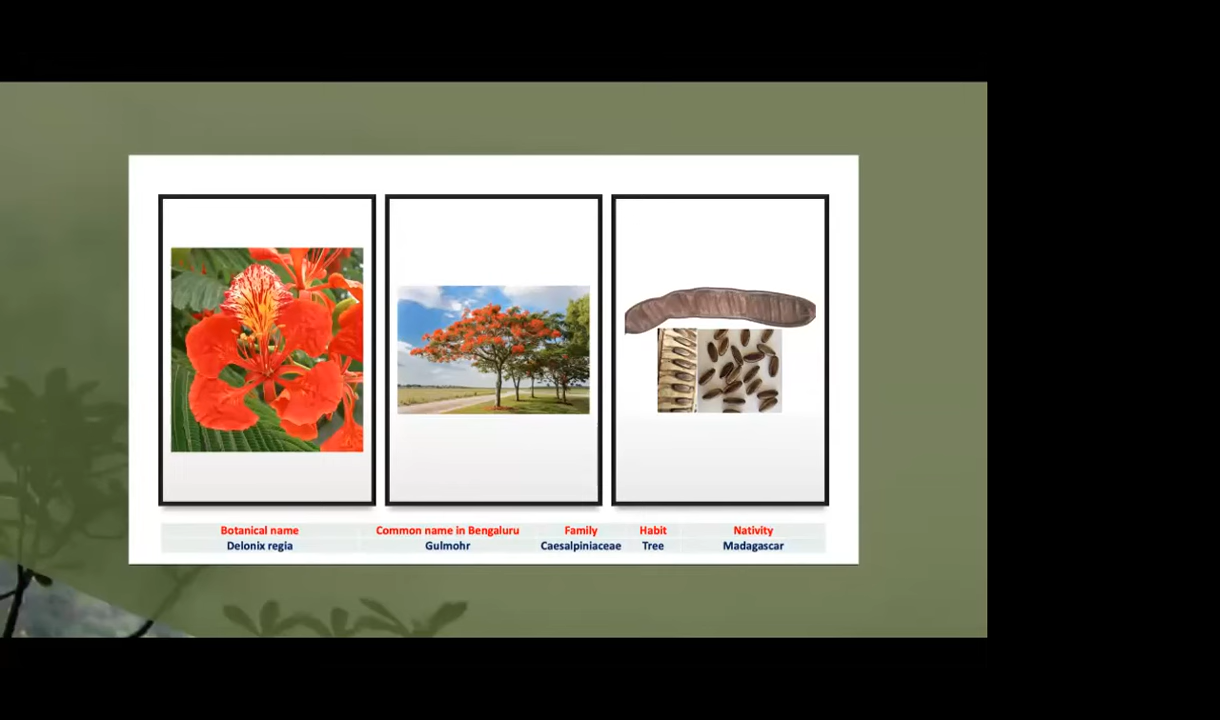 Botanical name Common name in Bengaluru Family Habit Nativity
Delonix regia Gulmohr Caesalpiniaceae Tree Madagascar